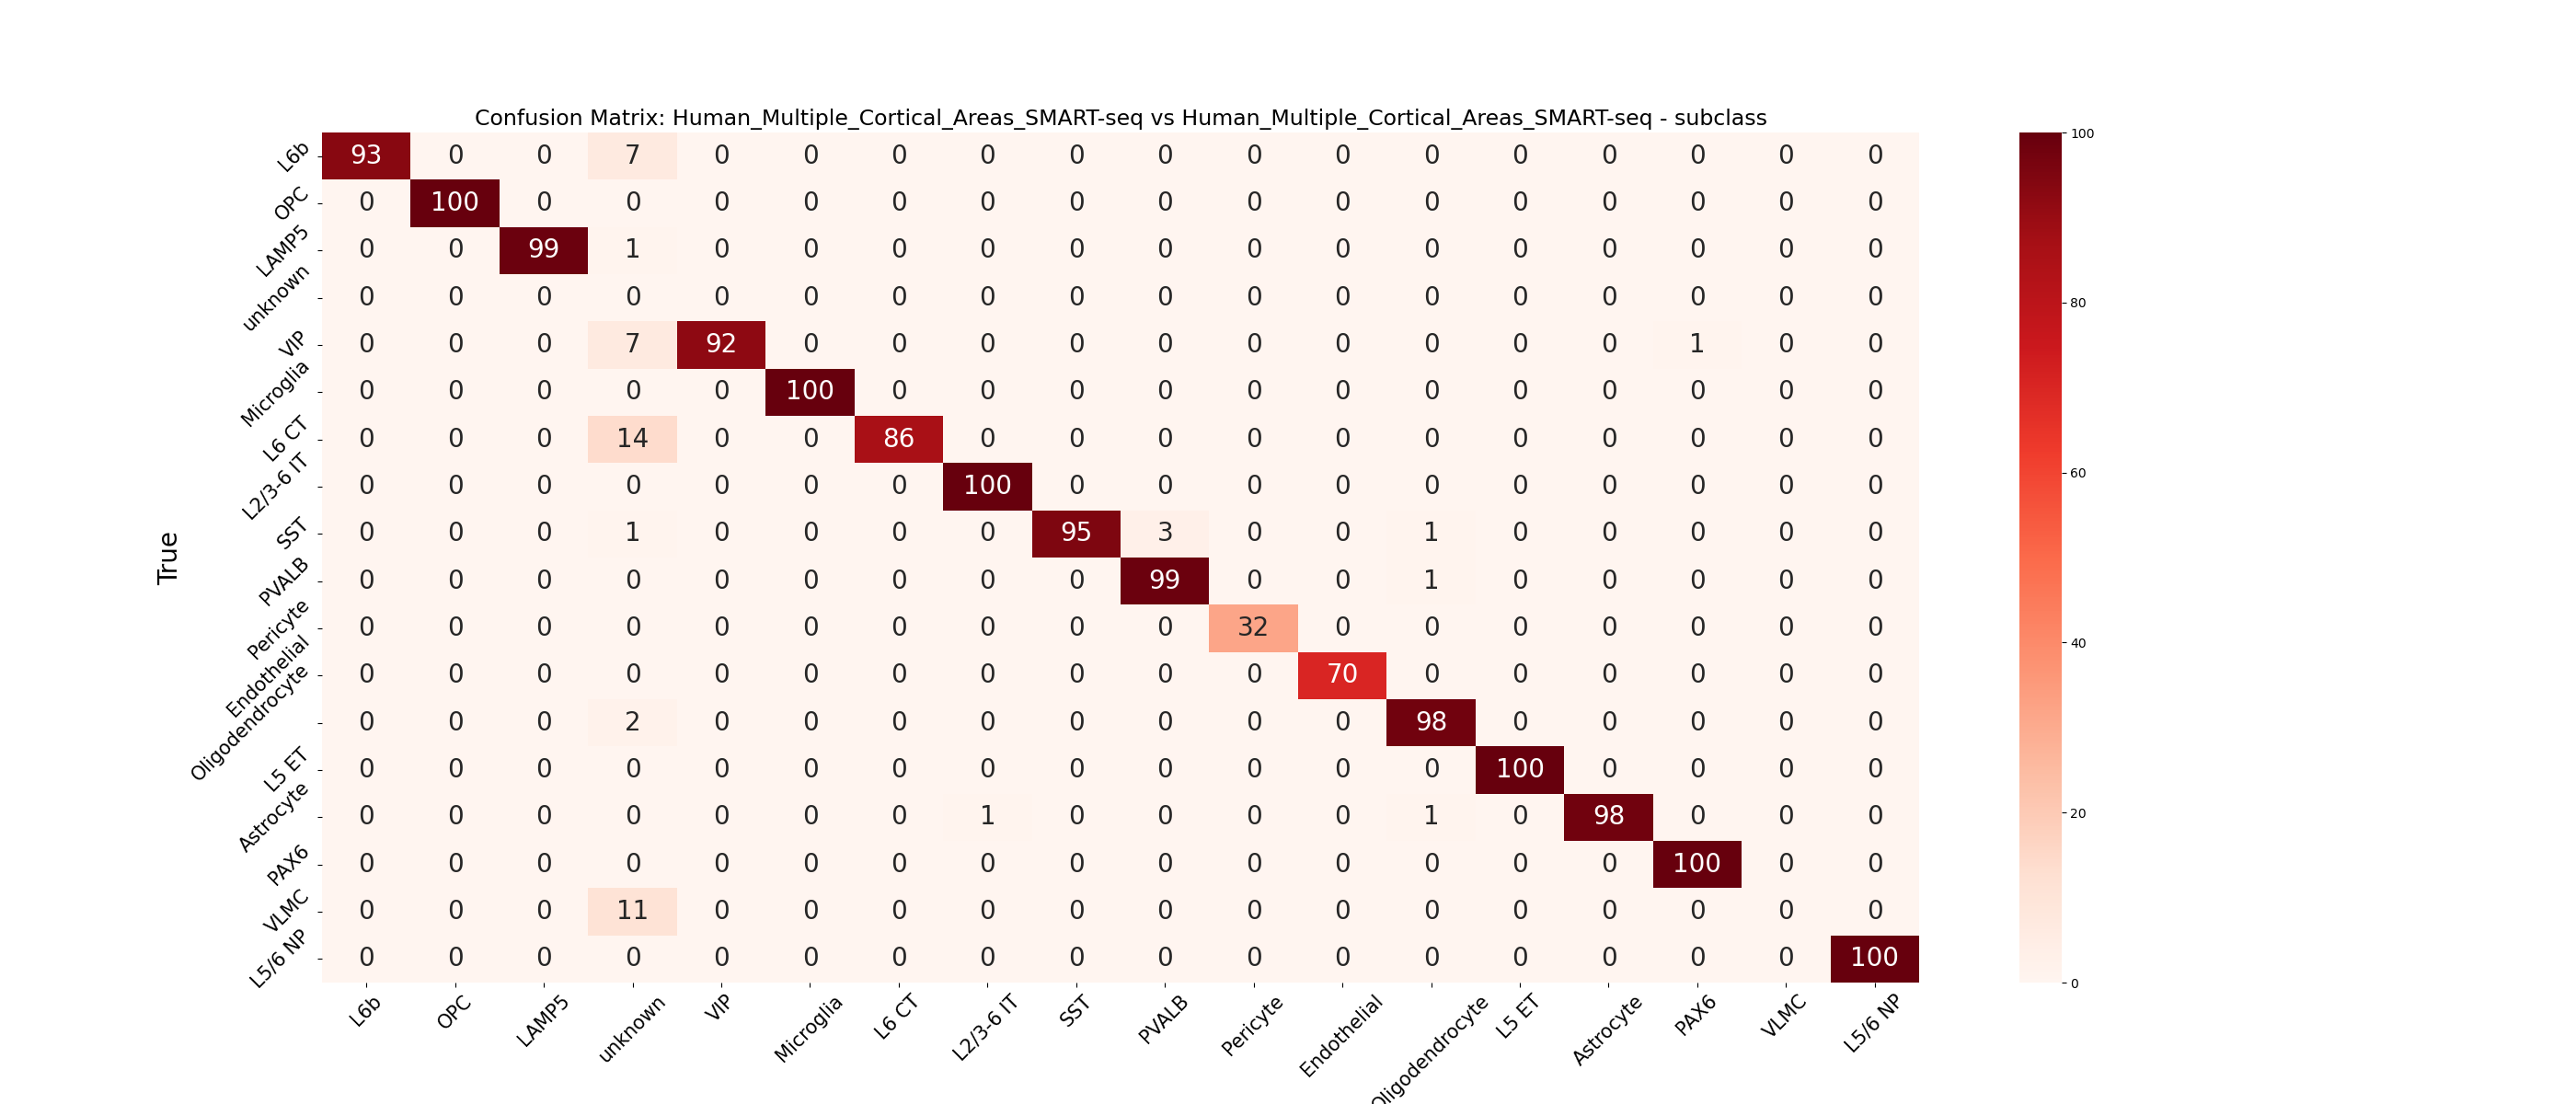 Confusion Matrix: Human_Multiple_Cortical_Areas_SMART-seq vs Human_Multiple_Cortical_Areas_SMART-seq - subclass
True
L6b 93 0 0 7 0 0 0 0 0 0 0 0 0 0 0 0 0 0
OPC 0 100 0 0 0 0 0 0 0 0 0 0 0 0 0 0 0 0
LAMP5 0 0 99 1 0 0 0 0 0 0 0 0 0 0 0 0 0 0
unknown 0 0 0 0 0 0 0 0 0 0 0 0 0 0 0 0 0 0
VIP 0 0 0 7 92 0 0 0 0 0 0 0 0 0 0 1 0 0
Microglia 0 0 0 0 0 100 0 0 0 0 0 0 0 0 0 0 0 0
L6 CT 0 0 0 14 0 0 86 0 0 0 0 0 0 0 0 0 0 0
L2/3-6 IT 0 0 0 0 0 0 0 100 0 0 0 0 0 0 0 0 0 0
SST 0 0 0 1 0 0 0 0 95 3 0 0 1 0 0 0 0 0
PVALB 0 0 0 0 0 0 0 0 0 99 0 0 1 0 0 0 0 0
Pericyte 0 0 0 0 0 0 0 0 0 0 32 0 0 0 0 0 0 0
Endothelial 0 0 0 0 0 0 0 0 0 0 0 70 0 0 0 0 0 0
Oligodendrocyte 0 0 0 2 0 0 0 0 0 0 0 0 98 0 0 0 0 0
L5 ET 0 0 0 0 0 0 0 0 0 0 0 0 0 100 0 0 0 0
Astrocyte 0 0 0 0 0 0 0 1 0 0 0 0 1 0 98 0 0 0
PAX6 0 0 0 0 0 0 0 0 0 0 0 0 0 0 0 100 0 0
VLMC 0 0 0 11 0 0 0 0 0 0 0 0 0 0 0 0 0 0
L5/6 NP 0 0 0 0 0 0 0 0 0 0 0 0 0 0 0 0 0 100
L6b OPC LAMP5 unknown VIP Microglia L6 CT L2/3-6 IT SST PVALB Pericyte Endothelial Oligodendrocyte L5 ET Astrocyte PAX6 VLMC L5/6 NP
100
80
60
40
20
0